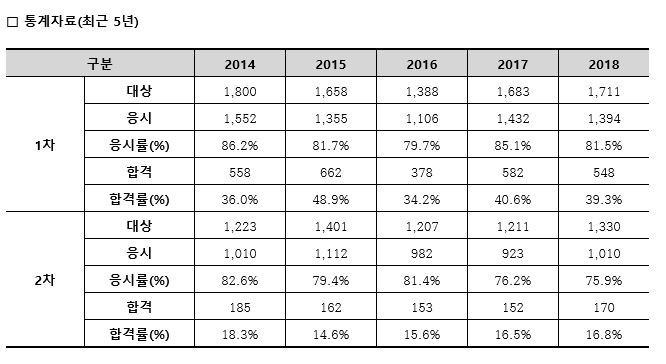 □ 통계자료(최근 5년)
구분 2014 2015 2016 2017 2018
1차
대상 1,800 1,658 1,388 1,683 1,711
응시 1,552 1,355 1,106 1,432 1,394
응시률(%) 86.2% 81.7% 79.7% 85.1% 81.5%
합격 558 662 378 582 548
합격률(%) 36.0% 48.9% 34.2% 40.6% 39.3%
2차
대상 1,223 1,401 1,207 1,211 1,330
응시 1,010 1,112 982 923 1,010
응시률(%) 82.6% 79.4% 81.4% 76.2% 75.9%
합격 185 162 153 152 170
합격률(%) 18.3% 14.6% 15.6% 16.5% 16.8%